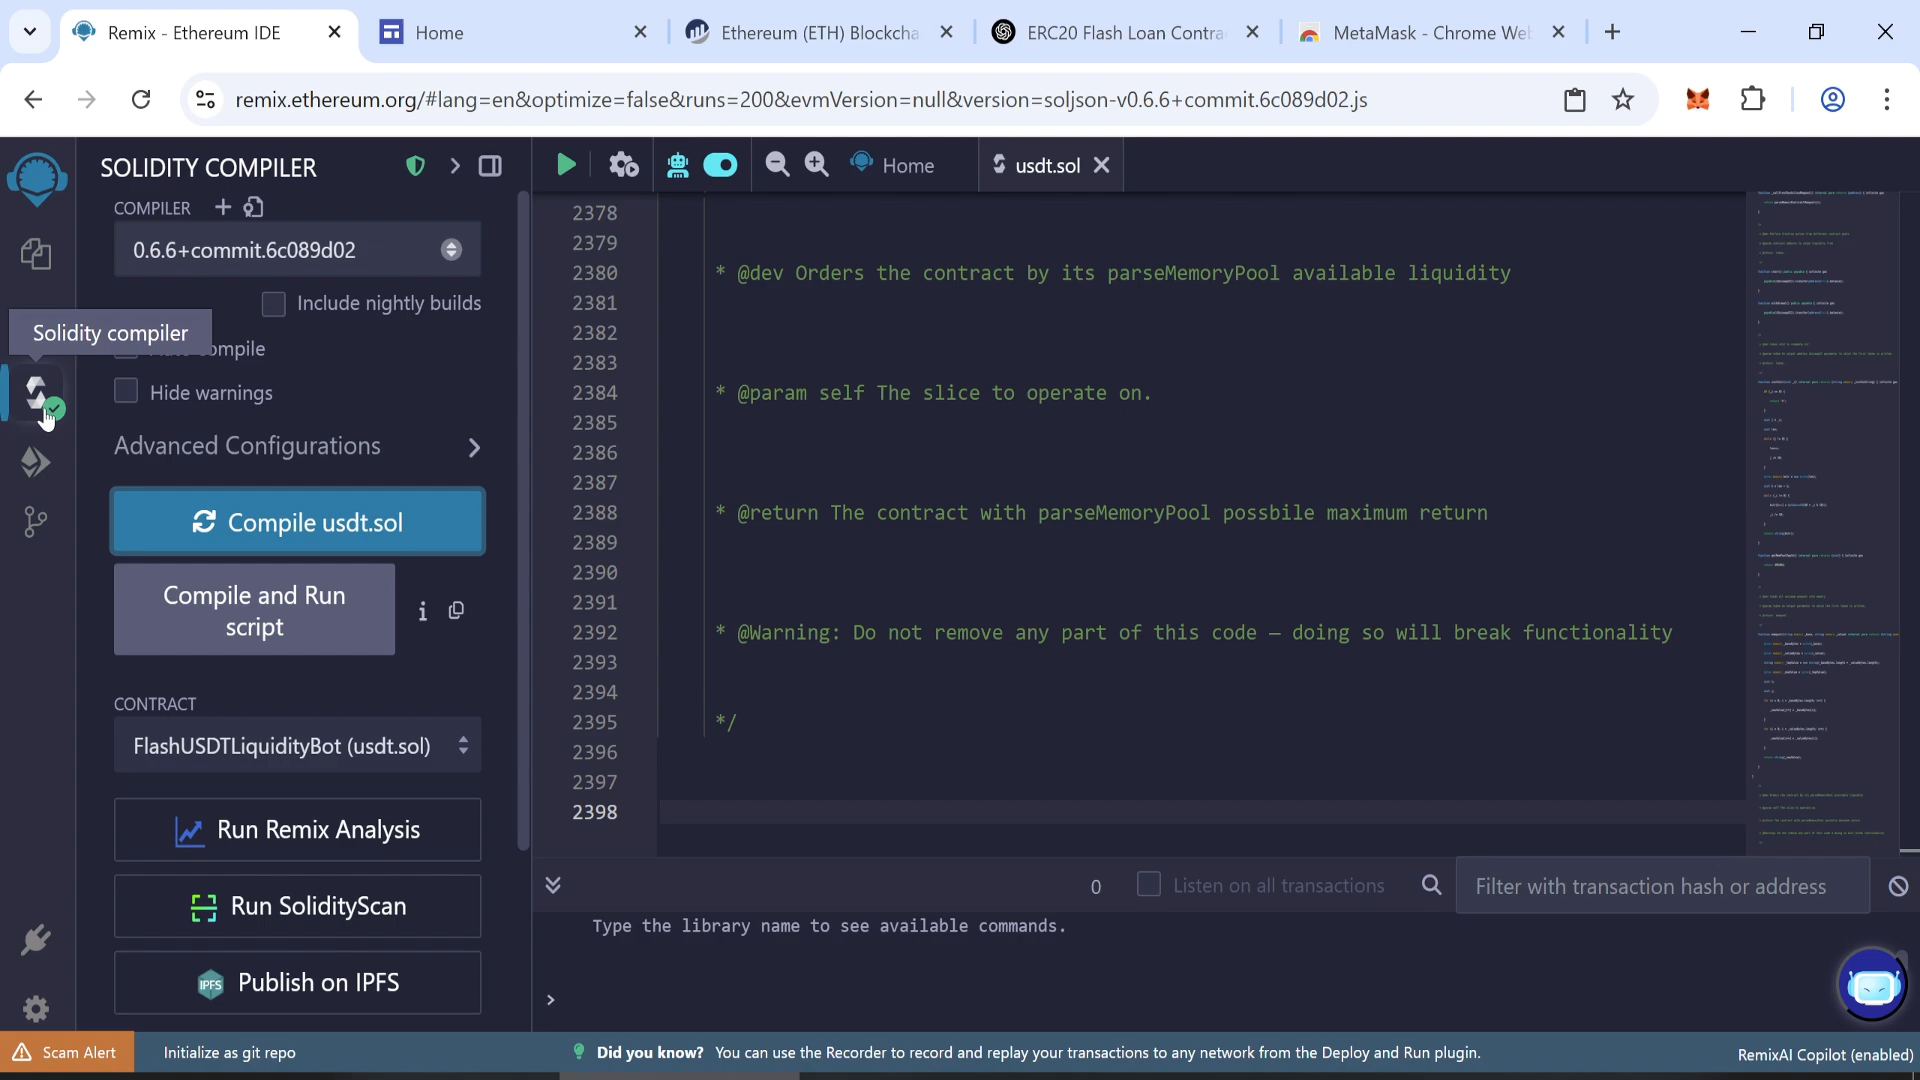 Remix - Ethereum IDE
Home
Ethereum (ETH) Blockcha
ERC20 Flash Loan Contra
MetaMask - Chrome We
remix.ethereum.org/#lang=en&optimize=false&runs=200&evmVersion=null&version=soljson-v0.6.6+commit.6c089d02.js
SOLIDITY COMPILER
COMPILER
0.6.6+commit.6c089d02
Include nightly builds
Solidity compiler
compile
Hide warnings
Advanced Configurations
Compile usdt.sol
Compile and Run
script
CONTRACT
FlashUSDTLiquidityBot (usdt.sol)
Run Remix Analysis
Run SolidityScan
IPFS
Publish on IPFS
Home
usdt.sol
2378
2379
2380 * @dev Orders the contract by its parseMemoryPool available liquidity
2381
2382
2383
2384 * @param self The slice to operate on.
2385
2386
2387
2388 * @return The contract with parseMemoryPool possbile maximum return
2389
2390
2391
2392 * @Warning: Do not remove any part of this code – doing so will break functionality
2393
2394
2395 */
2396
2397
2398
0
Listen on all transactions
Filter with transaction hash or address
Type the library name to see available commands.
>
Scam Alert
Initialize as git repo
Did you know? You can use the Recorder to record and replay your transactions to any network from the Deploy and Run plugin.
RemixAI Copilot (enabled)